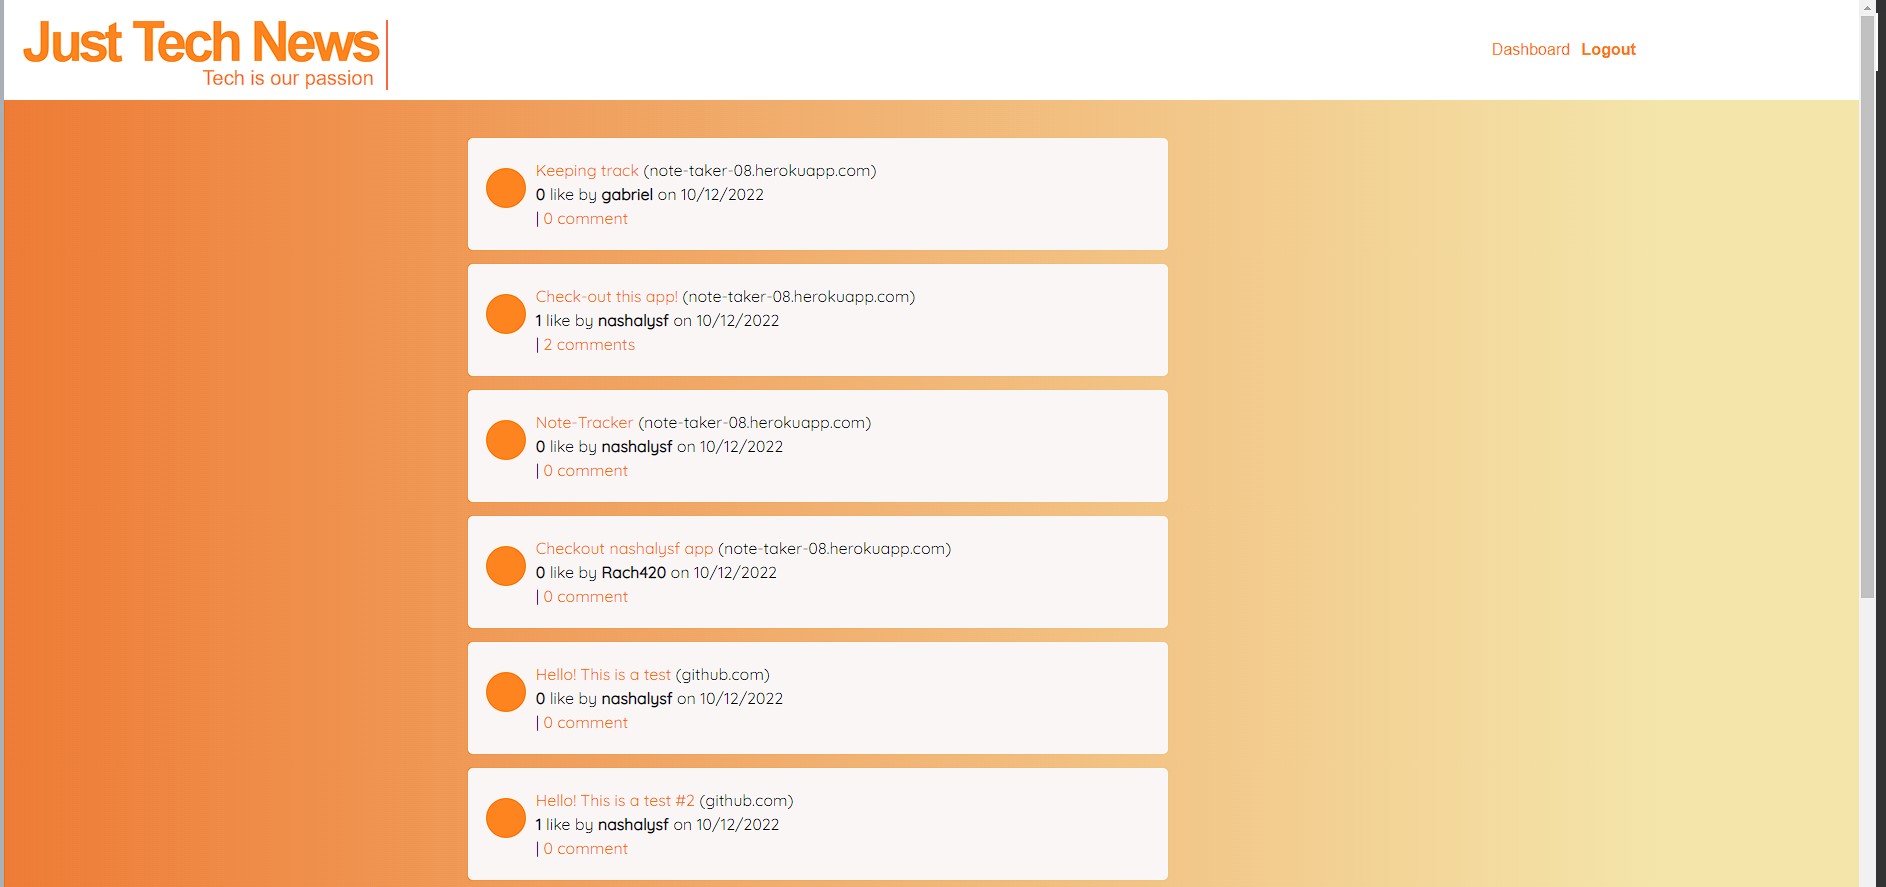 Just Tech News
Tech is our passion
Dashboard Logout
Keeping track (note-taker-08.herokuapp.com)
0 like by gabriel on 10/12/2022
| 0 comment
Check-out this app! (note-taker-08.herokuapp.com)
1 like by nashalysf on 10/12/2022
| 2 comments
Note-Tracker (note-taker-08.herokuapp.com)
0 like by nashalysf on 10/12/2022
| 0 comment
Checkout nashalysf app (note-taker-08.herokuapp.com)
0 like by Rach420 on 10/12/2022
| 0 comment
Hello! This is a test (github.com)
0 like by nashalysf on 10/12/2022
| 0 comment
Hello! This is a test #2 (github.com)
1 like by nashalysf on 10/12/2022
| 0 comment